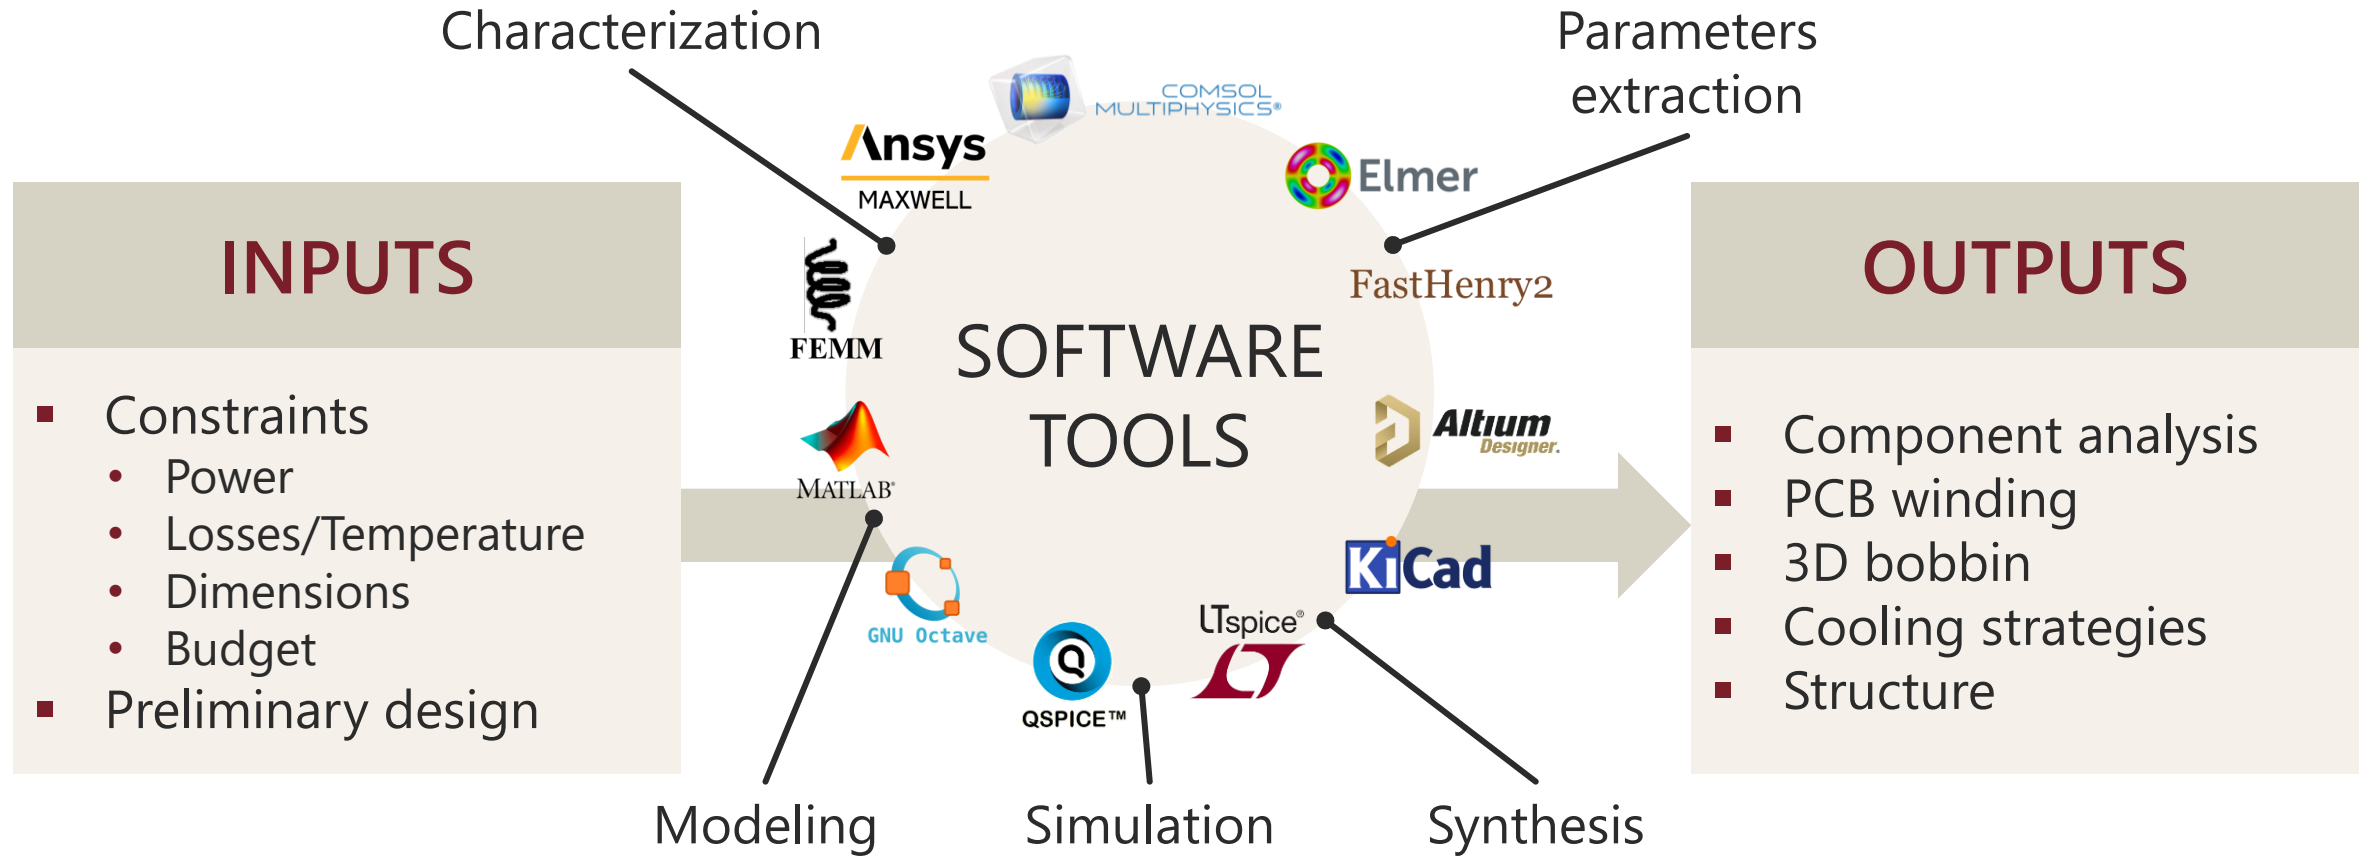 Characterization
Parameters
extraction
COMSOL
MULTIPHYSICS®
Ansys
MAXWELL
Elmer
INPUTS
FEMM
FastHenry2
OUTPUTS
SOFTWARE
TOOLS
▪ Constraints
• Power
• Losses/Temperature
• Dimensions
• Budget
▪ Preliminary design
MATLAB®
Altium
Designer.
GNU Octave
KiCad
QSPICE™
LTspice®
▪ Component analysis
▪ PCB winding
▪ 3D bobbin
▪ Cooling strategies
▪ Structure
Modeling
Simulation
Synthesis